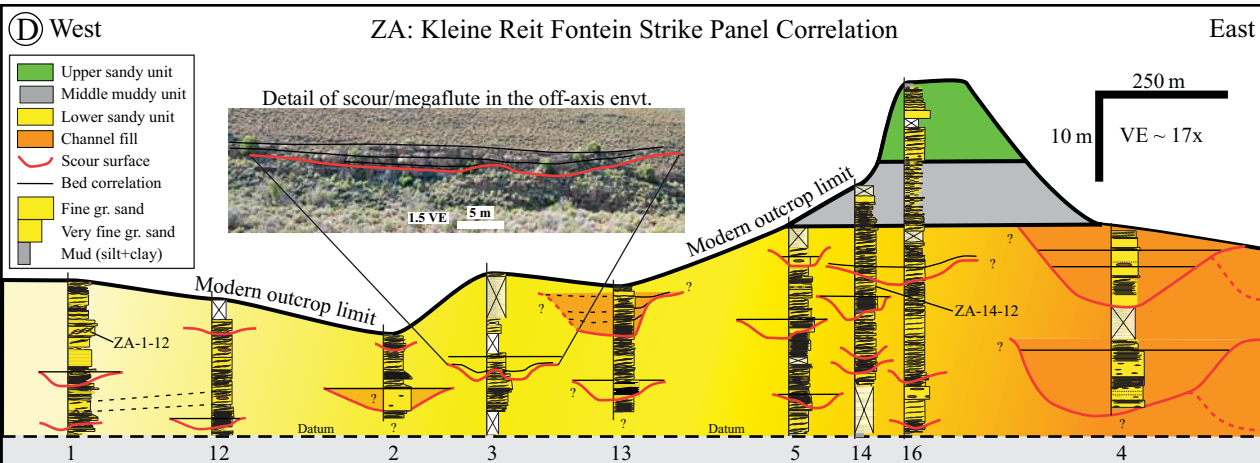 D West
ZA: Kleine Reit Fontein Strike Panel Correlation
East
Upper sandy unit
Middle muddy unit
Lower sandy unit
Channel fill
Scour surface
Bed correlation
Fine gr. sand
Very fine gr. sand
Mud (silt+clay)
Detail of scour/megaflute in the off-axis envt.
1.5 VE
5 m
250 m
10 m
VE ~ 17x
Modern outcrop limit
Modern outcrop limit
ZA-1-12
ZA-14-12
?
?
?
?
?
?
?
?
?
?
?
?
?
Datum
Datum
1
12
2
3
13
5
14
16
4